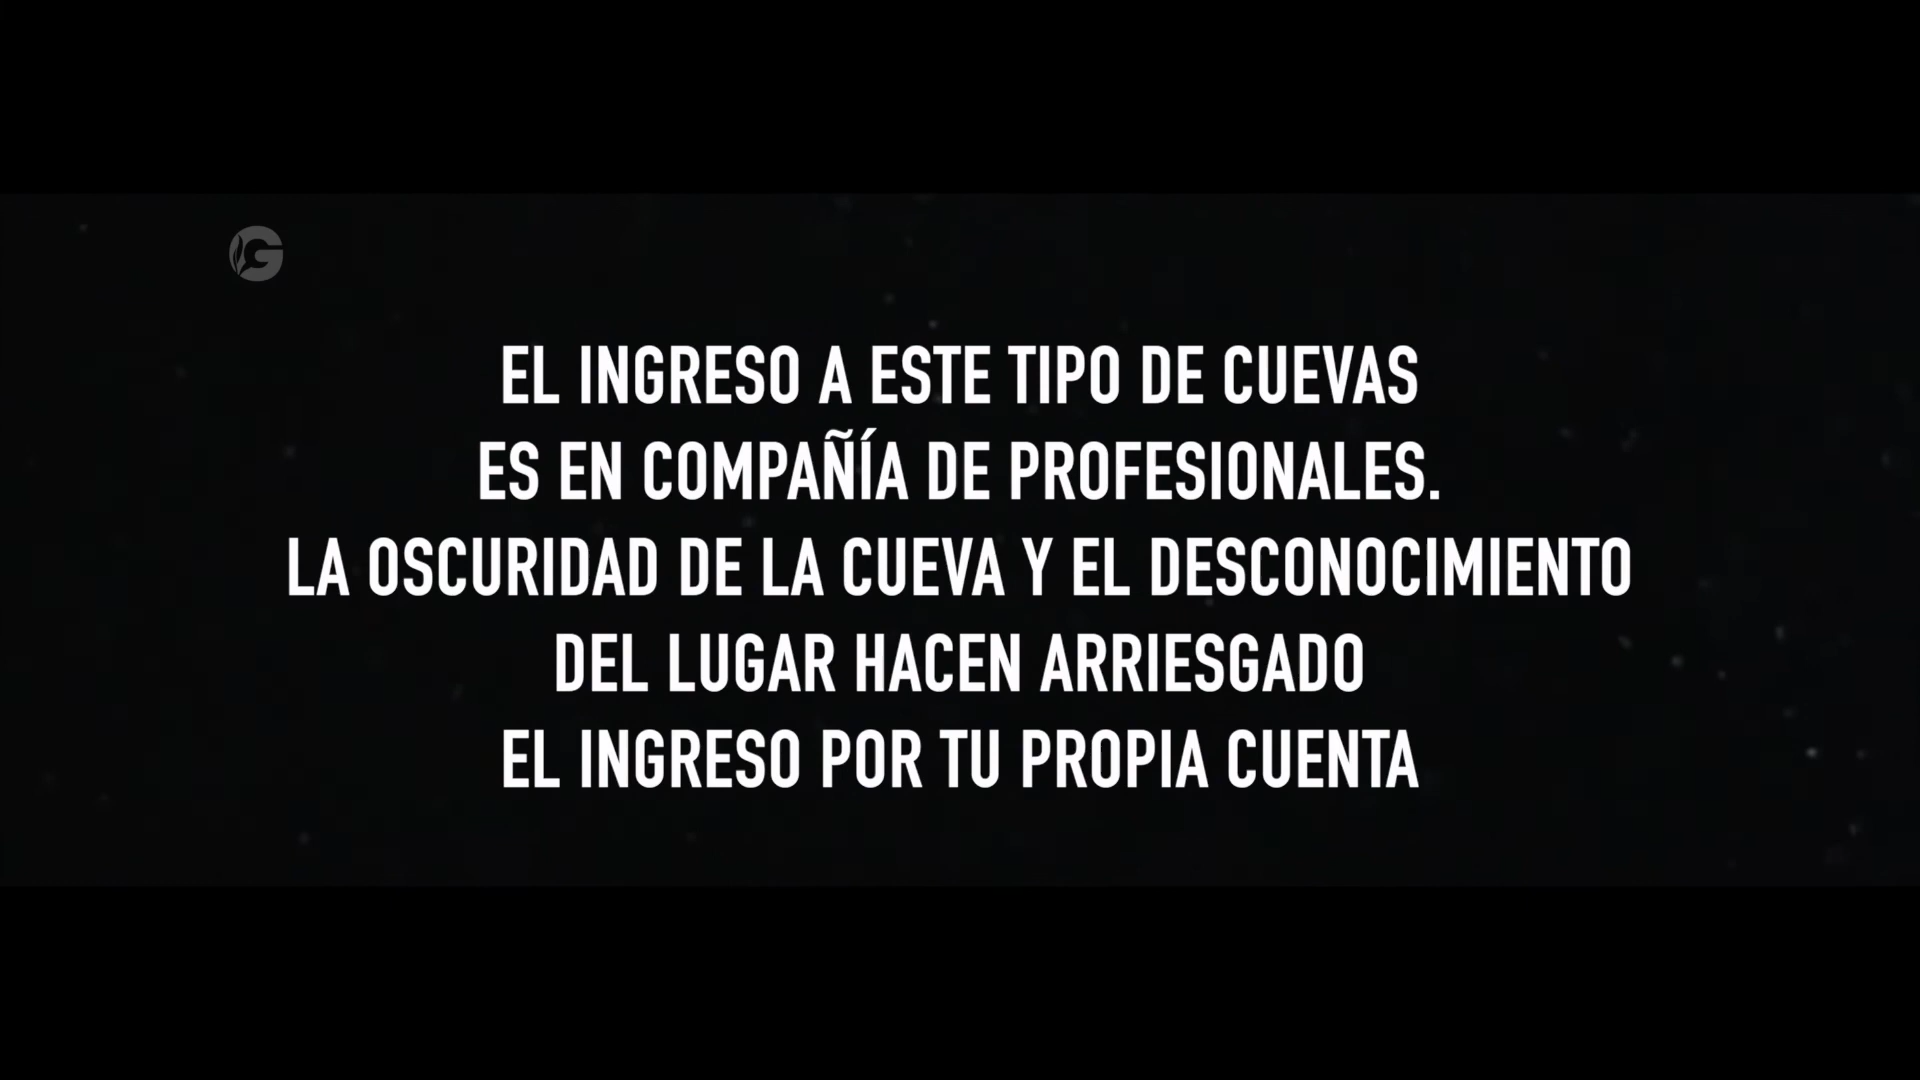 EL INGRESO A ESTE TIPO DE CUEVAS
ES EN COMPAÑÍA DE PROFESIONALES.
LA OSCURIDAD DE LA CUEVA Y EL DESCONOCIMIENTO
DEL LUGAR HACEN ARRIESGADO
EL INGRESO POR TU PROPIA CUENTA